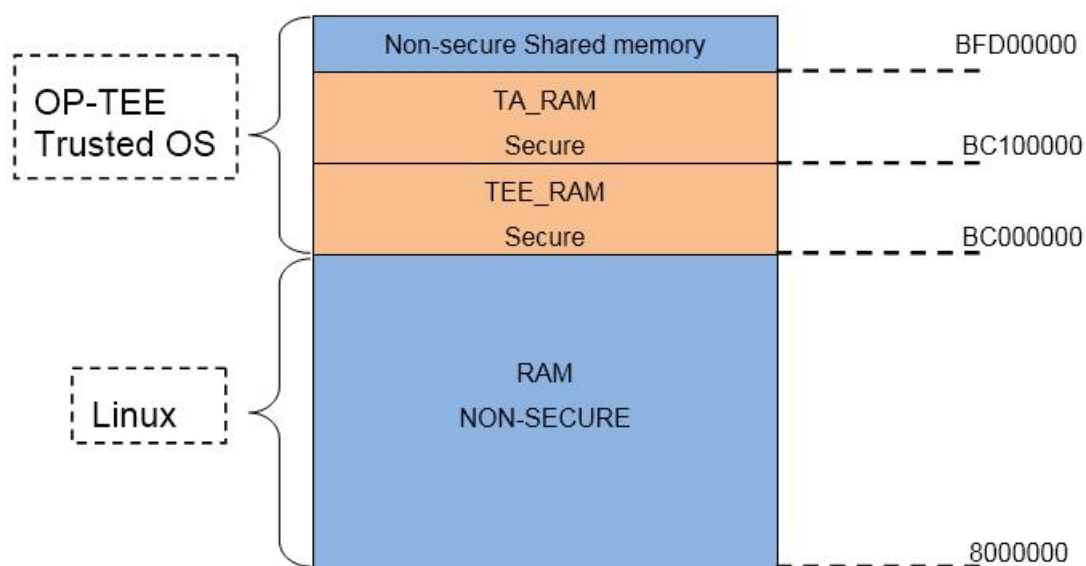 Non-secure Shared memory
BFD00000
OP-TEE
Trusted OS
TA_RAM
Secure
BC100000
TEE_RAM
Secure
BC000000
Linux
RAM
NON-SECURE
8000000